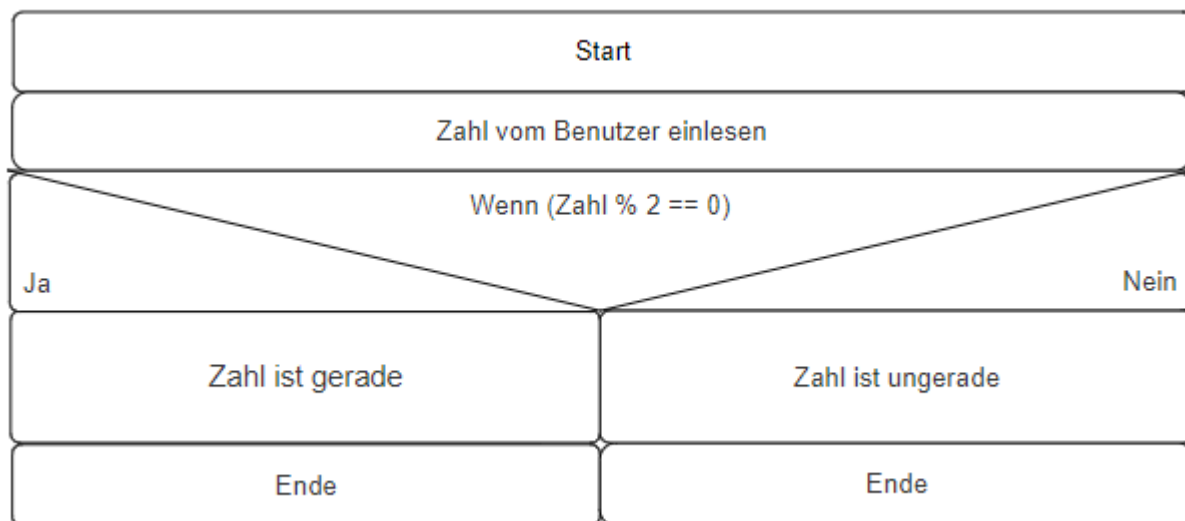 Start
Zahl vom Benutzer einlesen
Wenn (Zahl % 2 == 0)
Ja
Nein
Zahl ist gerade
Zahl ist ungerade
Ende
Ende